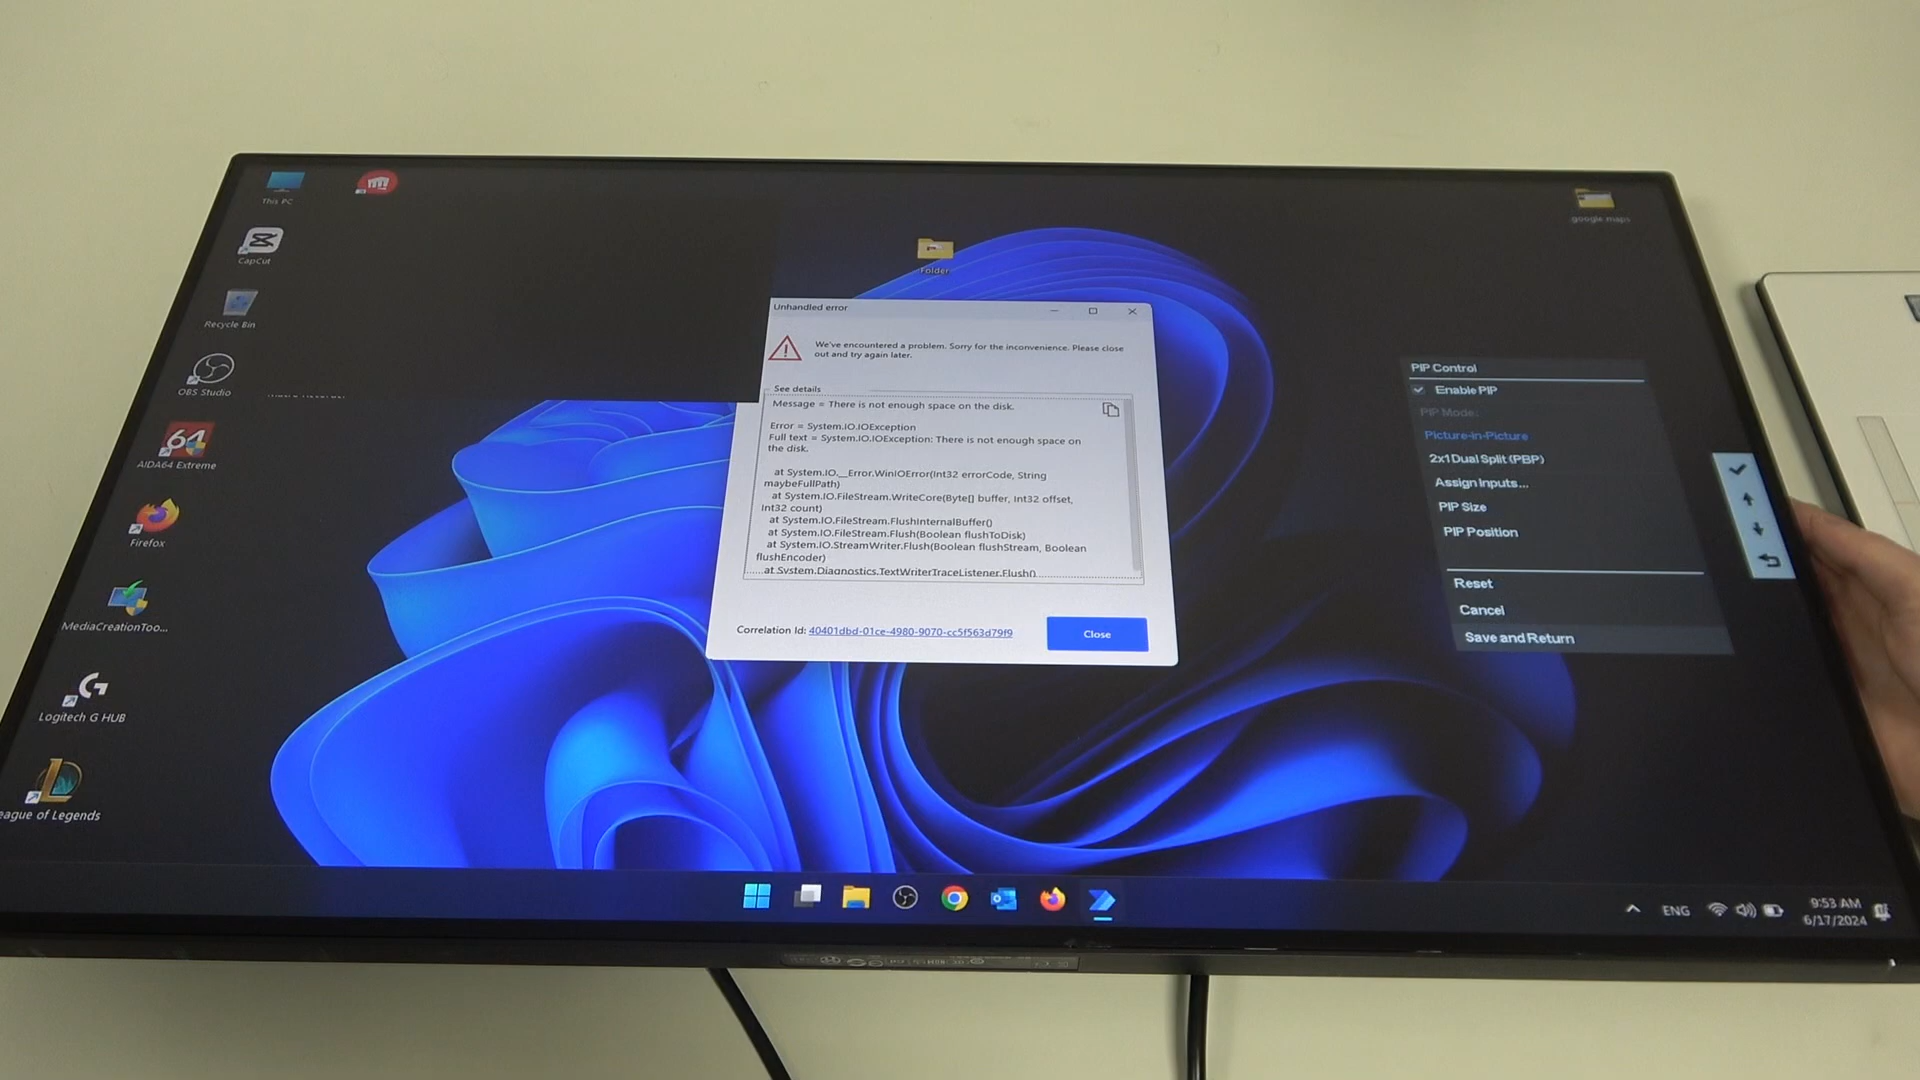 This PC
CapCut
Recycle Bin
OBS Studio
64
AIDA64 Extreme
Firefox
MediaCreationToo...
Logitech G HUB
eague of Legends
Folder
google maps
Unhandled error
We've encountered a problem. Sorry for the inconvenience. Please close
out and try again later.
See details
Message = There is not enough space on the disk.
Error = System.IO.IOException
Full text = System.IO.IOException: There is not enough space on
the disk.
at System.IO.__Error.WinIOError(Int32 errorCode, String
maybeFullPath)
at System.IO.FileStream.WriteCore(Byte[] buffer, Int32 offset,
Int32 count)
at System.IO.FileStream.FlushInternalBuffer()
at System.IO.FileStream.Flush(Boolean flushToDisk)
at System.IO.StreamWriter.Flush(Boolean flushStream, Boolean
flushEncoder)
at System.Diagnostics.TextWriterTraceListener.Flush()
Correlation Id: 40401dbd-01ce-4980-9070-cc5f563d79f9
Close
PIP Control
Enable PIP
PIP Mode:
Picture-in-Picture
2x1 Dual Split (PBP)
Assign Inputs...
PIP Size
PIP Position
Reset
Cancel
Save and Return
ENG
9:53 AM
6/17/2024